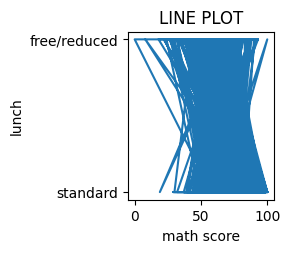 LINE PLOT
free/reduced
lunch
standard
0 50 100
math score